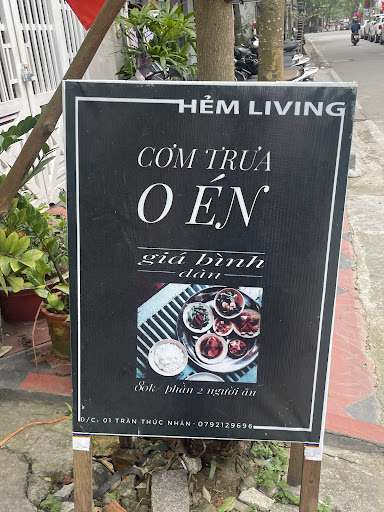 HẺM LIVING
CƠM TRƯA
O ÉN
giá bình
dân
80k/ phần 2 người ăn
Đ/C: 01 TRẦN THÚC NHẪN - 0792129696